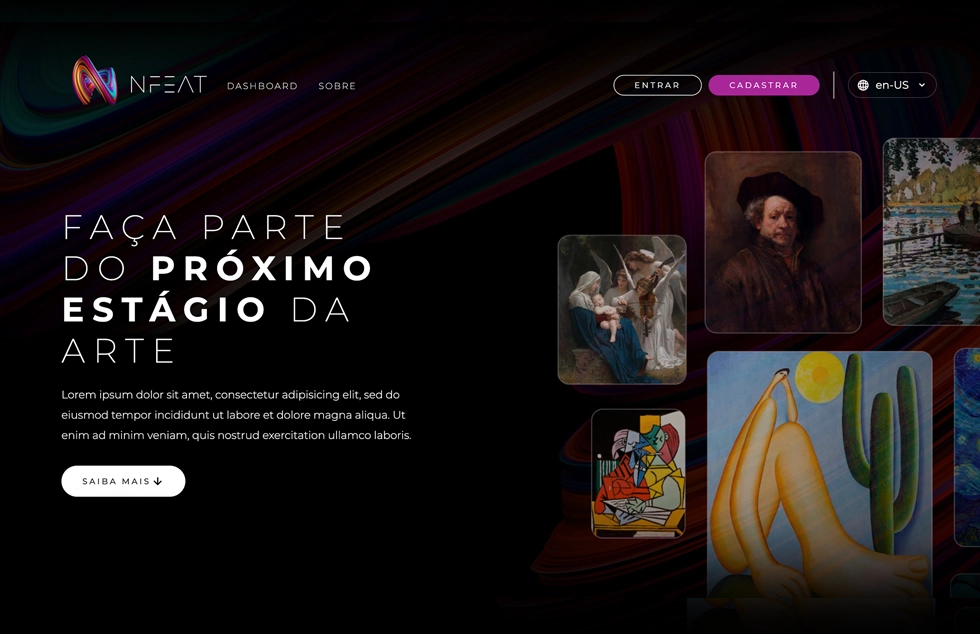 NFEAT
DASHBOARD
SOBRE
ENTRAR
CADASTRAR
en-US
FAÇA PARTE
DO PRÓXIMO
ESTÁGIO DA
ARTE
Lorem ipsum dolor sit amet, consectetur adipisicing elit, sed do
eiusmod tempor incididunt ut labore et dolore magna aliqua. Ut
enim ad minim veniam, quis nostrud exercitation ullamco laboris.
SAIBA MAIS